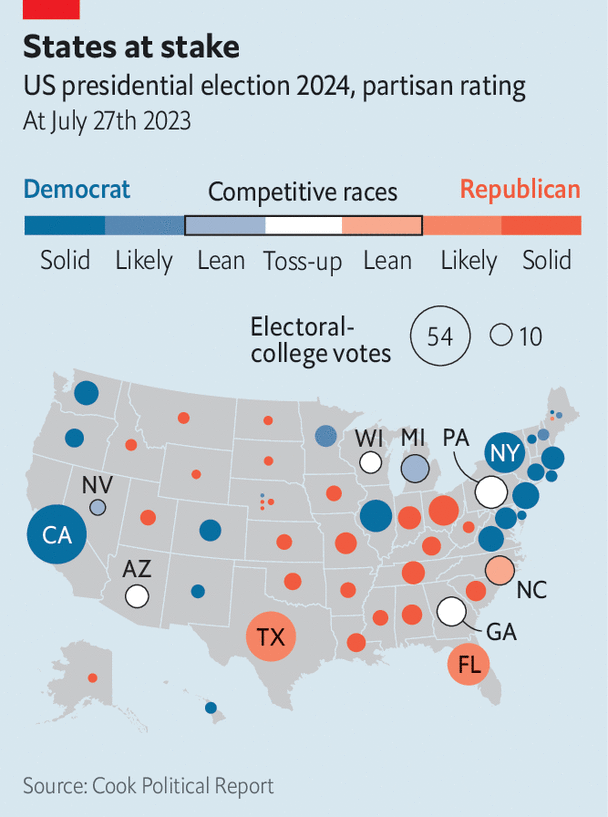 States at stake
US presidential election 2024, partisan rating
At July 27th 2023
Democrat
Competitive races
Republican
Solid
Likely
Lean
Toss-up
Lean
Likely
Solid
Electoral-
college votes
54
10
WI
MI
PA
NY
NV
CA
AZ
NC
GA
TX
FL
Source: Cook Political Report